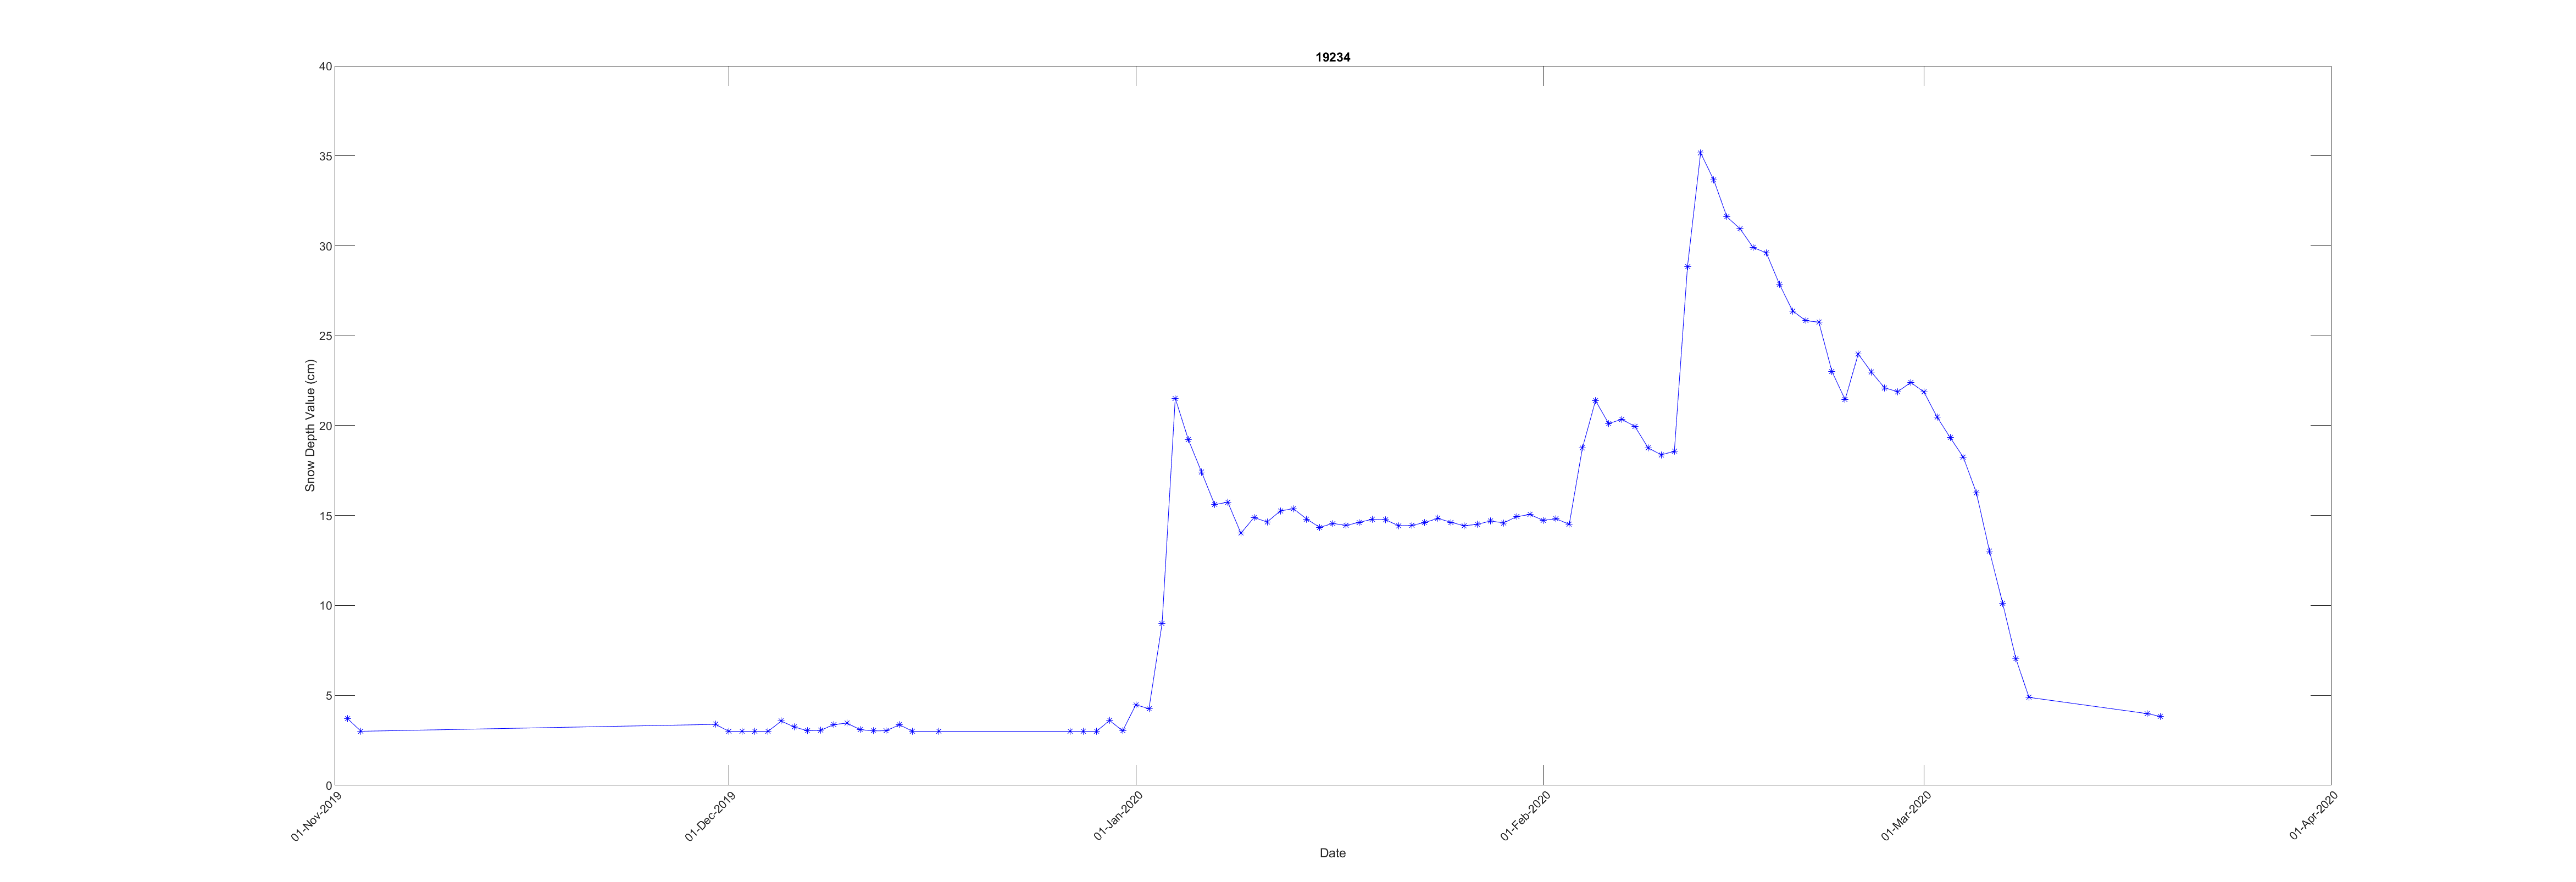 19234
40
35
30
25
20
15
10
5
0
Snow Depth Value (cm)
01-Nov-2019
01-Dec-2019
01-Jan-2020
01-Feb-2020
01-Mar-2020
01-Apr-2020
Date